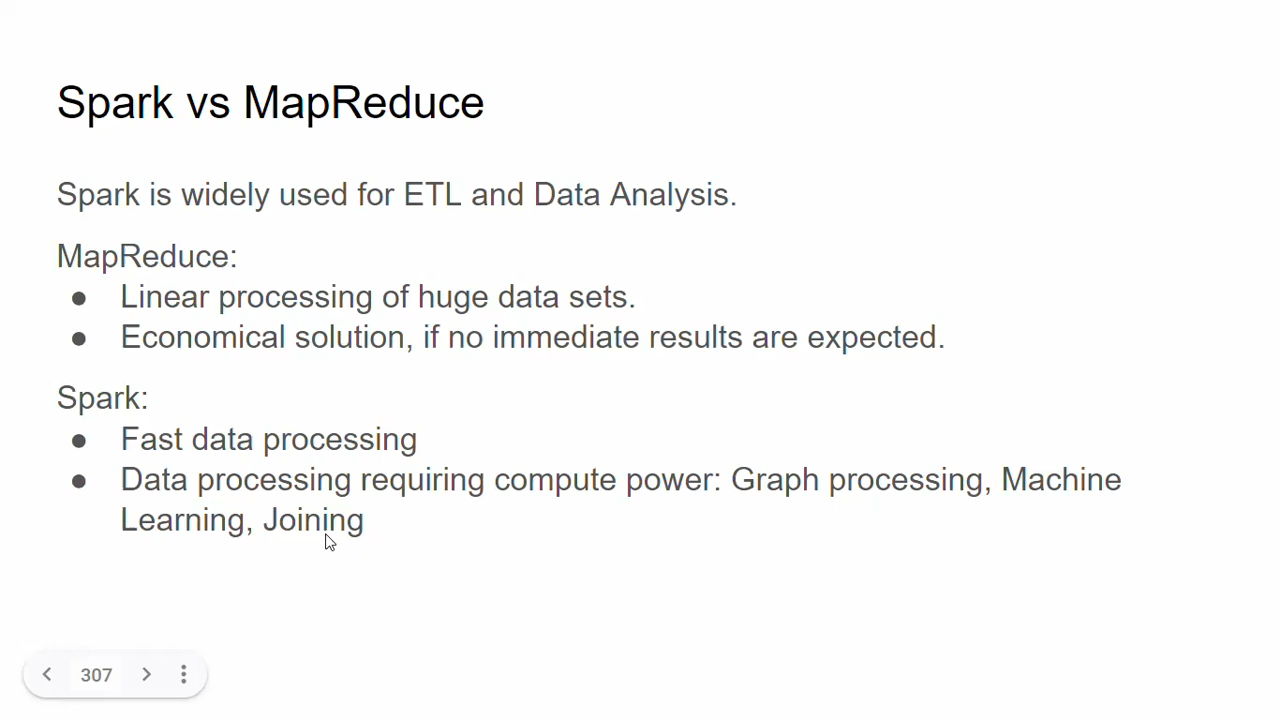 Spark vs MapReduce
Spark is widely used for ETL and Data Analysis.
MapReduce:
● Linear processing of huge data sets.
● Economical solution, if no immediate results are expected.
Spark:
● Fast data processing
● Data processing requiring compute power: Graph processing, Machine
Learning, Joining
307